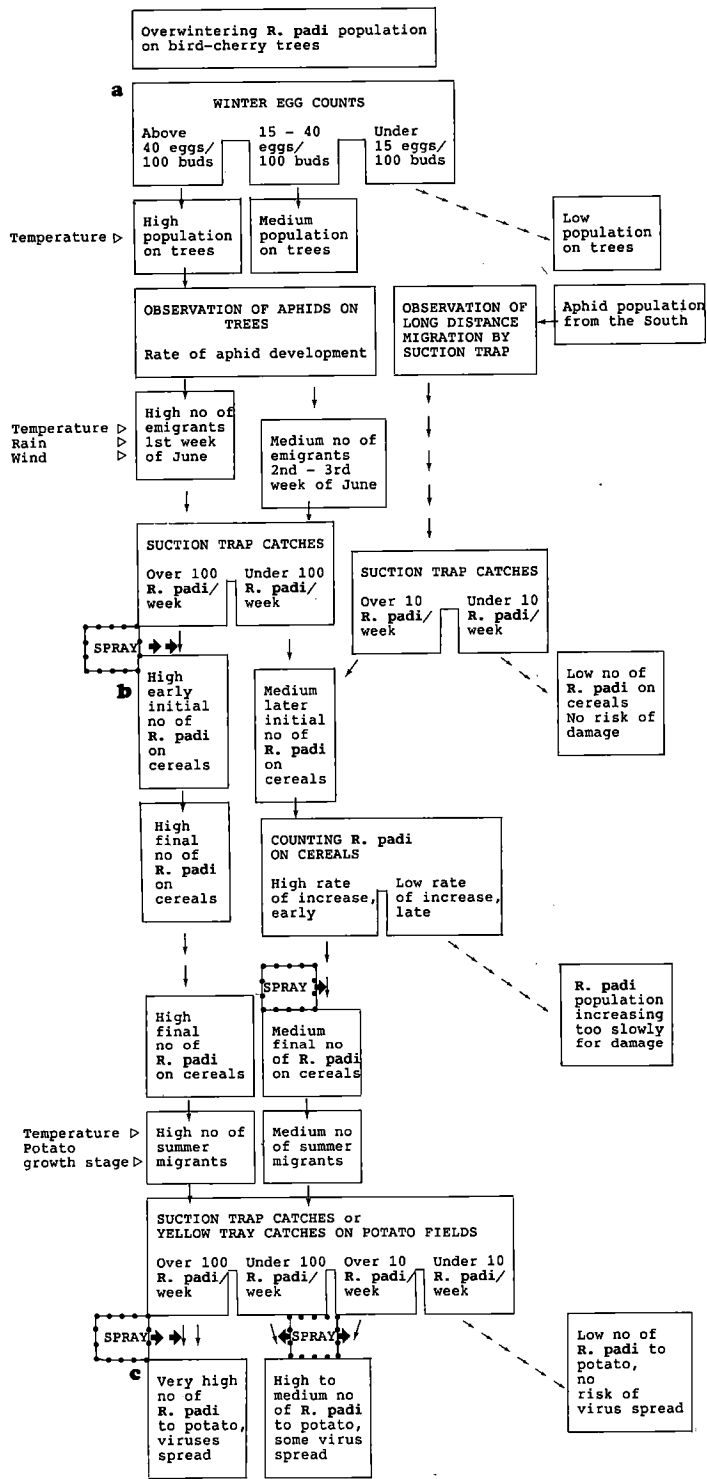 Overwintering R. padi population
on bird-cherry trees
a
WINTER EGG COUNTS
Above
40 eggs/
100 buds
15 - 40
eggs/
100 buds
Under
15 eggs/
100 buds
Temperature ▷
High
population
on trees
Medium
population
on trees
Low
population
on trees
OBSERVATION OF APHIDS ON
TREES
Rate of aphid development
OBSERVATION OF
LONG DISTANCE
MIGRATION BY
SUCTION TRAP
Aphid population
from the South
Temperature ▷
Rain ▷
Wind ▷
High no of
emigrants
1st week
of June
Medium no of
emigrants
2nd - 3rd
week of June
SUCTION TRAP CATCHES
Over 100
R. padi/
week
Under 100
R. padi/
week
SUCTION TRAP CATCHES
Over 10
R. padi/
week
Under 10
R. padi/
week
SPRAY
b
High
early
initial
no of
R. padi
on
cereals
Medium
later
initial
no of
R. padi
on
cereals
Low no of
R. padi on
cereals
No risk of
damage
High
final
no of
R. padi
on
cereals
COUNTING R. padi
ON CEREALS
High rate
of increase,
early
Low rate
of increase,
late
SPRAY
High
final
no of
R. padi
on cereals
Medium
final no
of R. padi
on cereals
R. padi
population
increasing
too slowly
for damage
Temperature ▷
Potato
growth stage ▷
High no of
summer
migrants
Medium no
of summer
migrants
SUCTION TRAP CATCHES or
YELLOW TRAY CATCHES ON POTATO FIELDS
Over 100
R. padi/
week
Under 100
R. padi/
week
Over 10
R. padi/
week
Under 10
R. padi/
week
SPRAY
SPRAY
c
Very high
no of
R. padi
to potato,
viruses
spread
High to
medium no
of R. padi
to potato,
some virus
spread
Low no of
R. padi to
potato,
no
risk of
virus spread